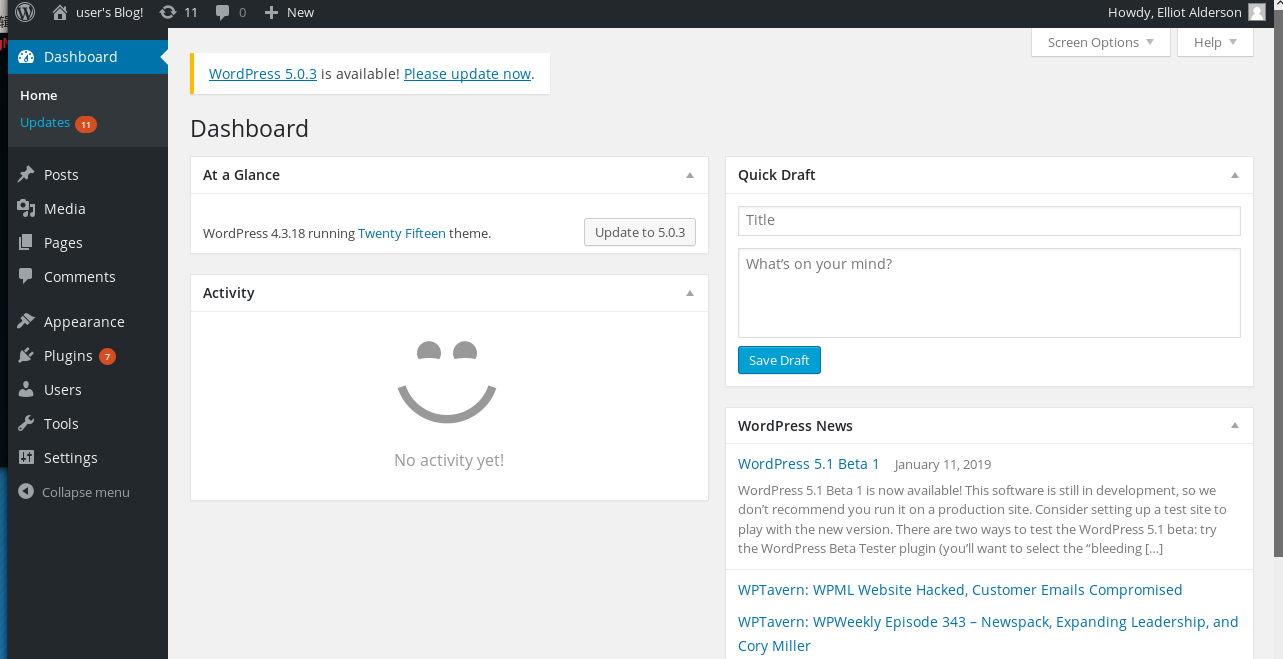 user's Blog!
11
0
New
Howdy, Elliot Alderson
Dashboard
Home
Updates 11
Posts
Media
Pages
Comments
Appearance
Plugins 7
Users
Tools
Settings
Collapse menu
Screen Options
Help
WordPress 5.0.3 is available! Please update now.
Dashboard
At a Glance
WordPress 4.3.18 running Twenty Fifteen theme.
Update to 5.0.3
Activity
No activity yet!
Quick Draft
Title
What’s on your mind?
Save Draft
WordPress News
WordPress 5.1 Beta 1 January 11, 2019
WordPress 5.1 Beta 1 is now available! This software is still in development, so we
don’t recommend you run it on a production site. Consider setting up a test site to
play with the new version. There are two ways to test the WordPress 5.1 beta: try
the WordPress Beta Tester plugin (you’ll want to select the “bleeding […]
WPTavern: WPML Website Hacked, Customer Emails Compromised
WPTavern: WPWeekly Episode 343 – Newspack, Expanding Leadership, and
Cory Miller